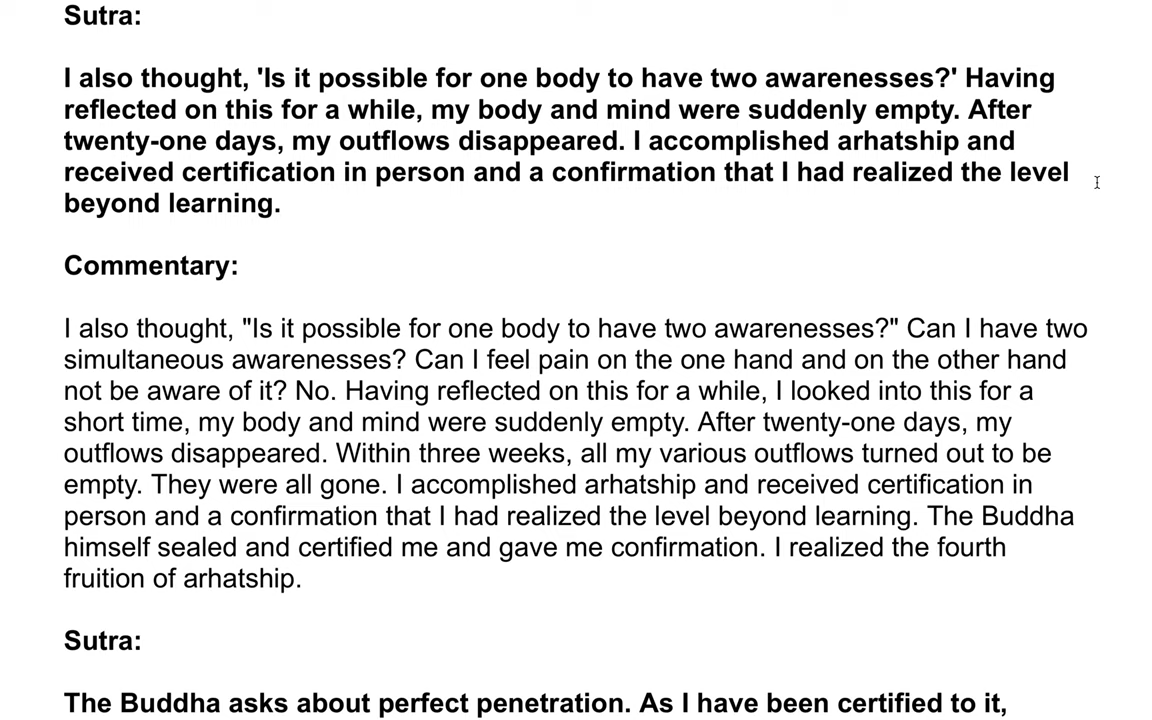 Sutra:
I also thought, 'Is it possible for one body to have two awarenesses?' Having
reflected on this for a while, my body and mind were suddenly empty. After
twenty-one days, my outflows disappeared. I accomplished arhatship and
received certification in person and a confirmation that I had realized the level
beyond learning.
Commentary:
I also thought, "Is it possible for one body to have two awarenesses?" Can I have two
simultaneous awarenesses? Can I feel pain on the one hand and on the other hand
not be aware of it? No. Having reflected on this for a while, I looked into this for a
short time, my body and mind were suddenly empty. After twenty-one days, my
outflows disappeared. Within three weeks, all my various outflows turned out to be
empty. They were all gone. I accomplished arhatship and received certification in
person and a confirmation that I had realized the level beyond learning. The Buddha
himself sealed and certified me and gave me confirmation. I realized the fourth
fruition of arhatship.
Sutra:
The Buddha asks about perfect penetration. As I have been certified to it,